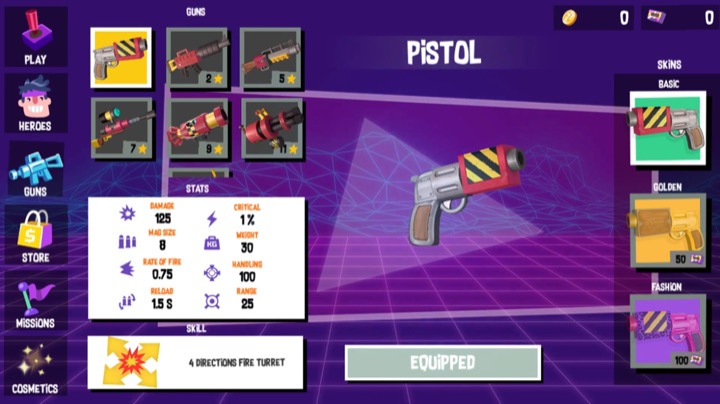 GUNS
0
0
PLAY
PISTOL
SKINS
BASIC
2
5
HEROES
7
9
11
GUNS
GOLDEN
STATS
DAMAGE
125
CRITICAL
1 %
MAG SIZE
8
KG
WEIGHT
30
STORE
50
RATE OF FIRE
0.75
HANDLING
100
RELOAD
1.5 S
RANGE
25
FASHION
MISSIONS
SKILL
4 DIRECTIONS FIRE TURRET
EQUIPPED
100
COSMETICS